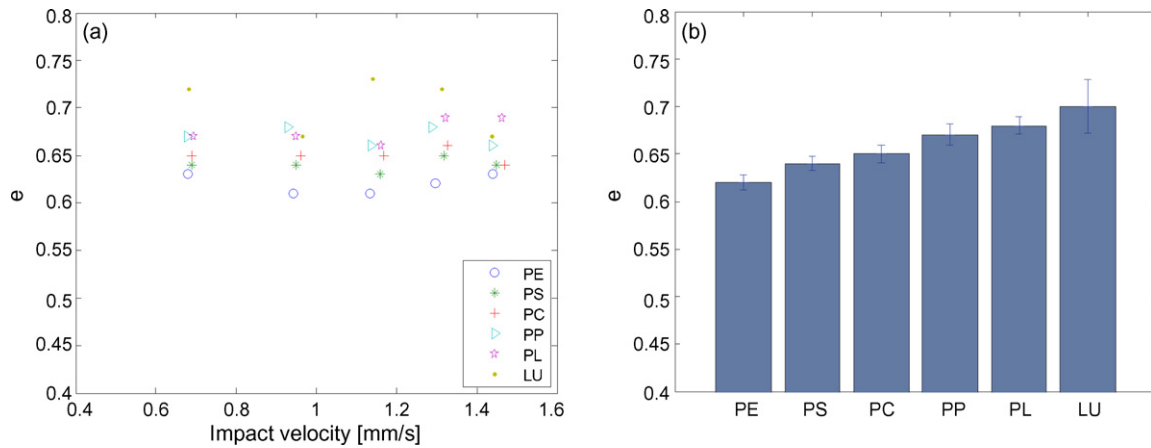 (a)
0.8
0.75
0.7
0.65
0.6
0.55
0.5
0.45
0.4
e
0.4 0.6 0.8 1 1.2 1.4 1.6
Impact velocity [mm/s]
PE
PS
PC
PP
PL
LU
(b)
0.8
0.75
0.7
0.65
0.6
0.55
0.5
0.45
0.4
e
PE PS PC PP PL LU